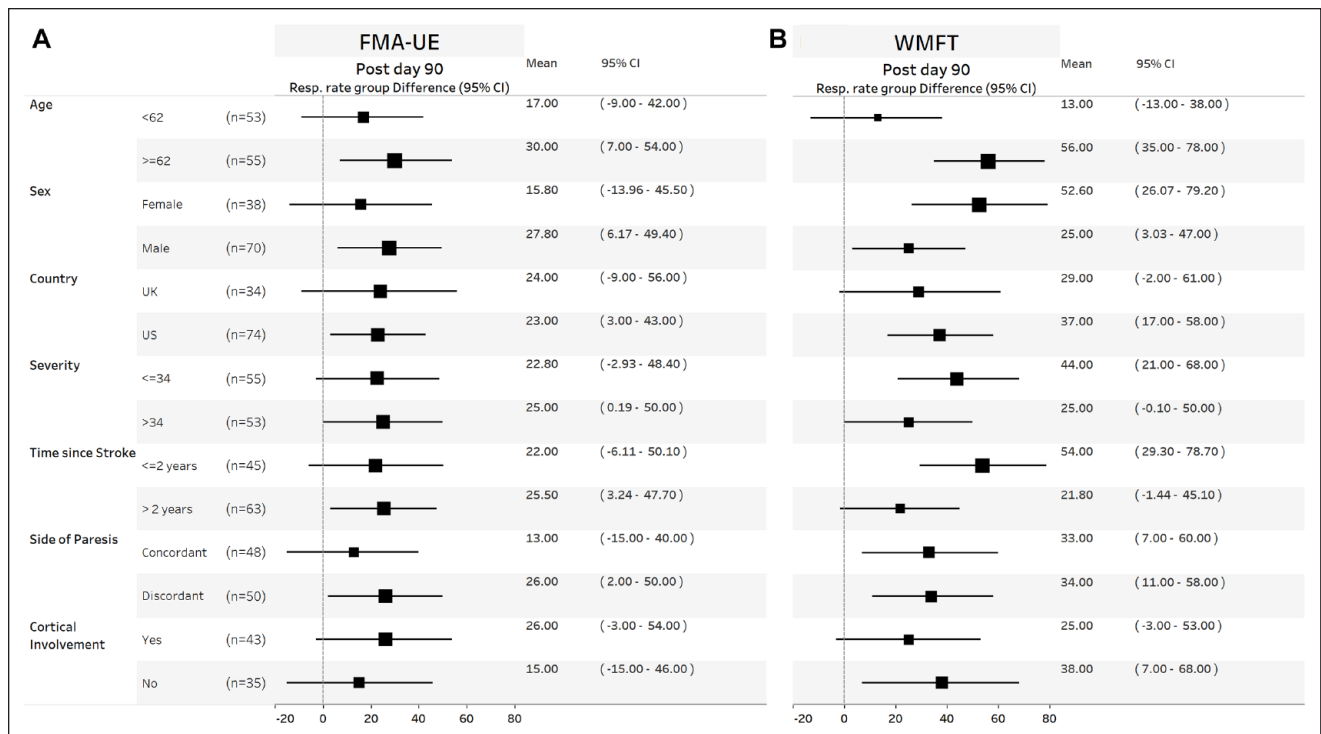 A B
FMA-UE WMFT
Post day 90 Mean 95% CI Post day 90 Mean 95% CI
Resp. rate group Difference (95% CI) Resp. rate group Difference (95% CI)
Age
<62 (n=53) 17.00 ( -9.00 - 42.00 ) 13.00 ( -13.00 - 38.00 )
>=62 (n=55) 30.00 ( 7.00 - 54.00 ) 56.00 ( 35.00 - 78.00 )
Sex
Female (n=38) 15.80 ( -13.96 - 45.50 ) 52.60 ( 26.07 - 79.20 )
Male (n=70) 27.80 ( 6.17 - 49.40 ) 25.00 ( 3.03 - 47.00 )
Country
UK (n=34) 24.00 ( -9.00 - 56.00 ) 29.00 ( -2.00 - 61.00 )
US (n=74) 23.00 ( 3.00 - 43.00 ) 37.00 ( 17.00 - 58.00 )
Severity
<=34 (n=55) 22.80 ( -2.93 - 48.40 ) 44.00 ( 21.00 - 68.00 )
>34 (n=53) 25.00 ( 0.19 - 50.00 ) 25.00 ( -0.10 - 50.00 )
Time since Stroke
<=2 years (n=45) 22.00 ( -6.11 - 50.10 ) 54.00 ( 29.30 - 78.70 )
> 2 years (n=63) 25.50 ( 3.24 - 47.70 ) 21.80 ( -1.44 - 45.10 )
Side of Paresis
Concordant (n=48) 13.00 ( -15.00 - 40.00 ) 33.00 ( 7.00 - 60.00 )
Discordant (n=50) 26.00 ( 2.00 - 50.00 ) 34.00 ( 11.00 - 58.00 )
Cortical
Involvement
Yes (n=43) 26.00 ( -3.00 - 54.00 ) 25.00 ( -3.00 - 53.00 )
No (n=35) 15.00 ( -15.00 - 46.00 ) 38.00 ( 7.00 - 68.00 )
-20 0 20 40 60 80 -20 0 20 40 60 80